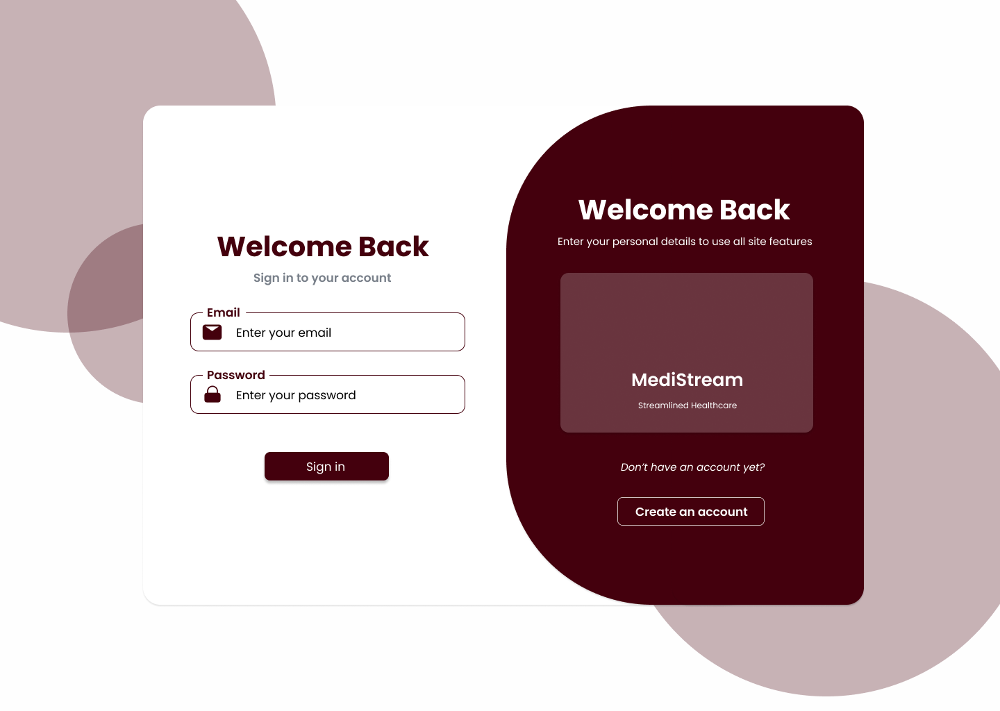 Welcome Back
Sign in to your account
Email
Enter your email
Password
Enter your password
Sign in
Welcome Back
Enter your personal details to use all site features
MediStream
Streamlined Healthcare
Don’t have an account yet?
Create an account